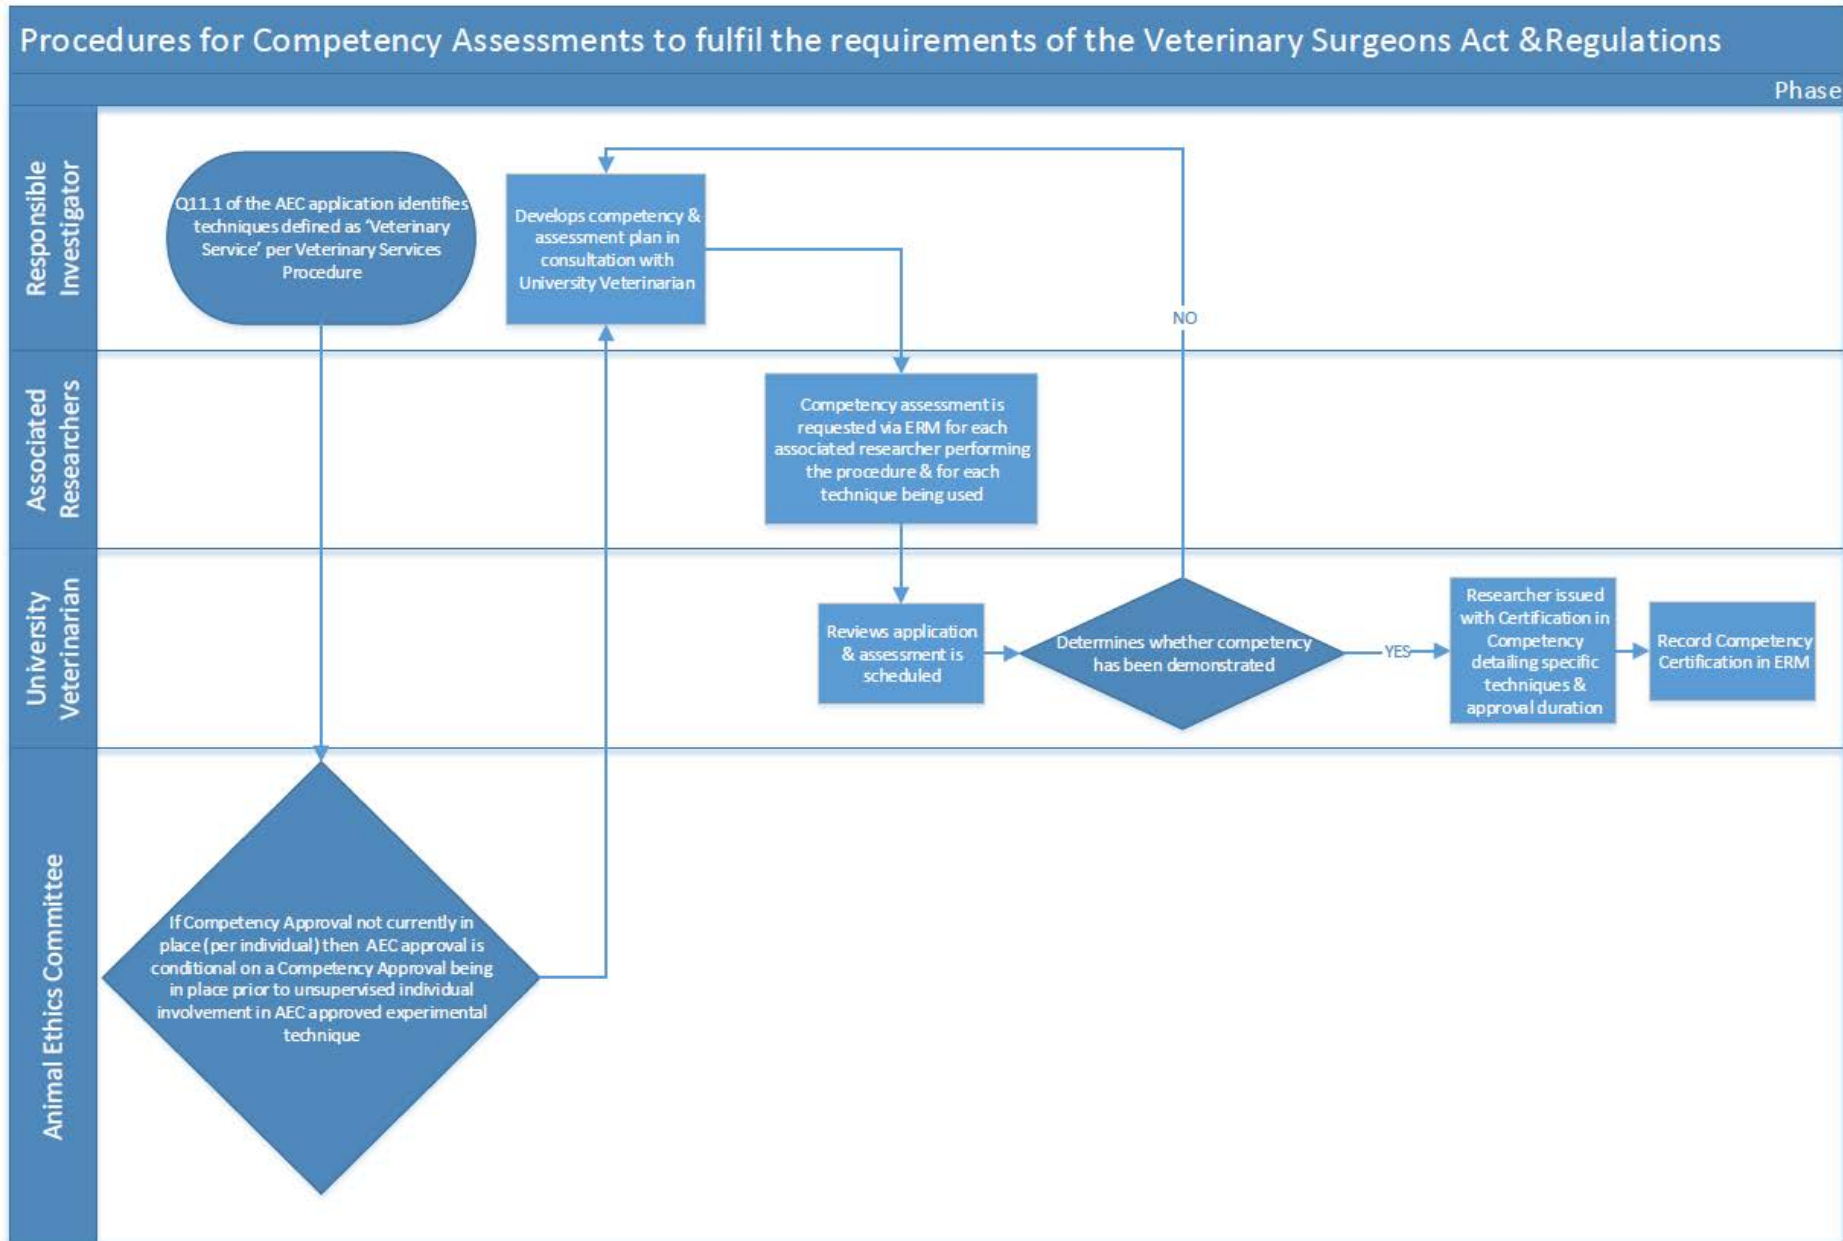 Procedures for Competency Assessments to fulfil the requirements of the Veterinary Surgeons Act &Regulations
Phase
Responsible
Investigator
Q11.1 of the AEC application identifies
techniques defined as ‘Veterinary
Service’ per Veterinary Services
Procedure
Develops competency &
assessment plan in
consultation with
University Veterinarian
NO
Associated
Researchers
Competency assessment is
requested via ERM for each
associated researcher performing
the procedure & for each
technique being used
University
Veterinarian
Reviews application
& assessment is
scheduled
Determines whether competency
has been demonstrated
YES
Researcher issued
with Certification in
Competency
detailing specific
techniques &
approval duration
Record Competency
Certification in ERM
Animal Ethics Committee
If Competency Approval not currently in
place (per individual) then AEC approval is
conditional on a Competency Approval being
in place prior to unsupervised individual
involvement in AEC approved experimental
technique